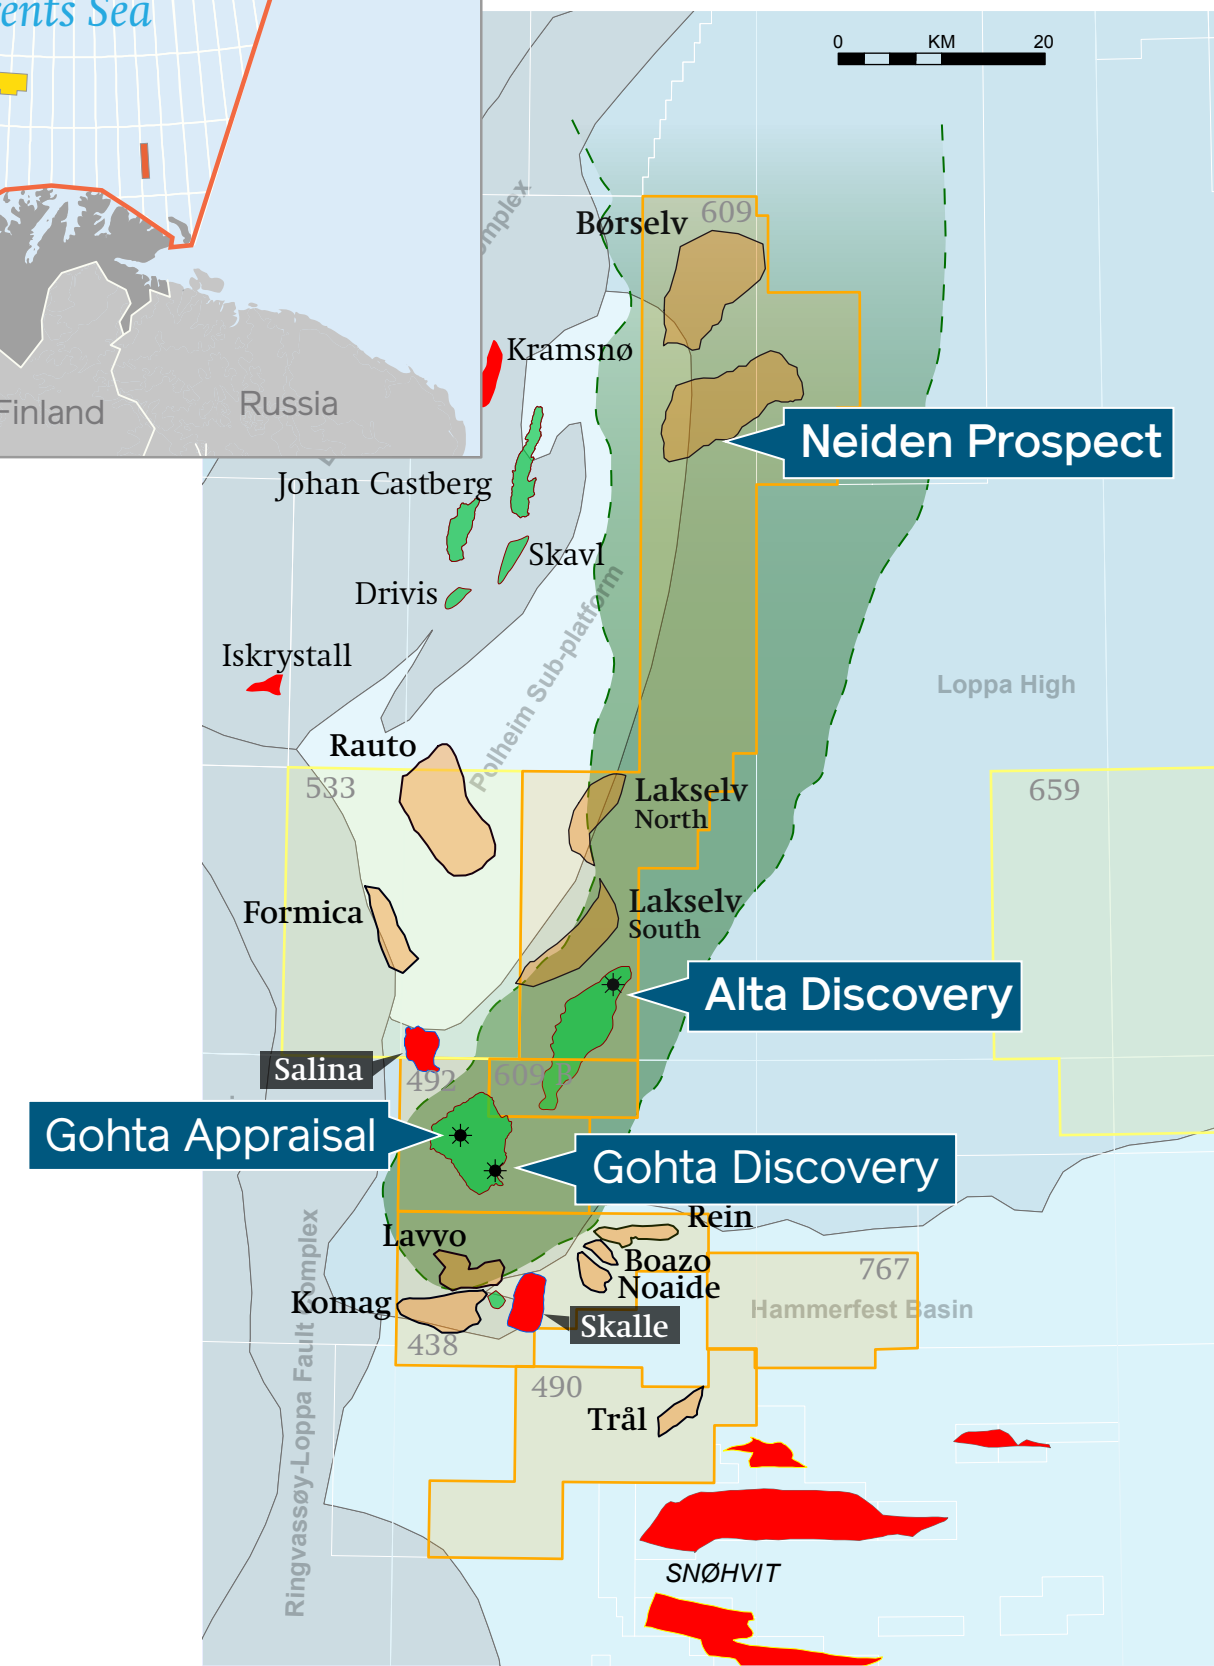 ents Sea
0 KM 20
omplex
Børselv
609
Kramsnø
Finland
Russia
Neiden Prospect
Johan Castberg
Skavl
Drivis
Polheim Sub-platform
Iskrystall
Loppa High
Rauto
533
Lakselv
North
659
Formica
Lakselv
South
Alta Discovery
Salina
492
609 B
Gohta Appraisal
Gohta Discovery
Rein
Lavvo
Boazo
Noaide
767
Komag
Hammerfest Basin
Skalle
438
490
Trål
Ringvassøy-Loppa Fault Complex
SNØHVIT